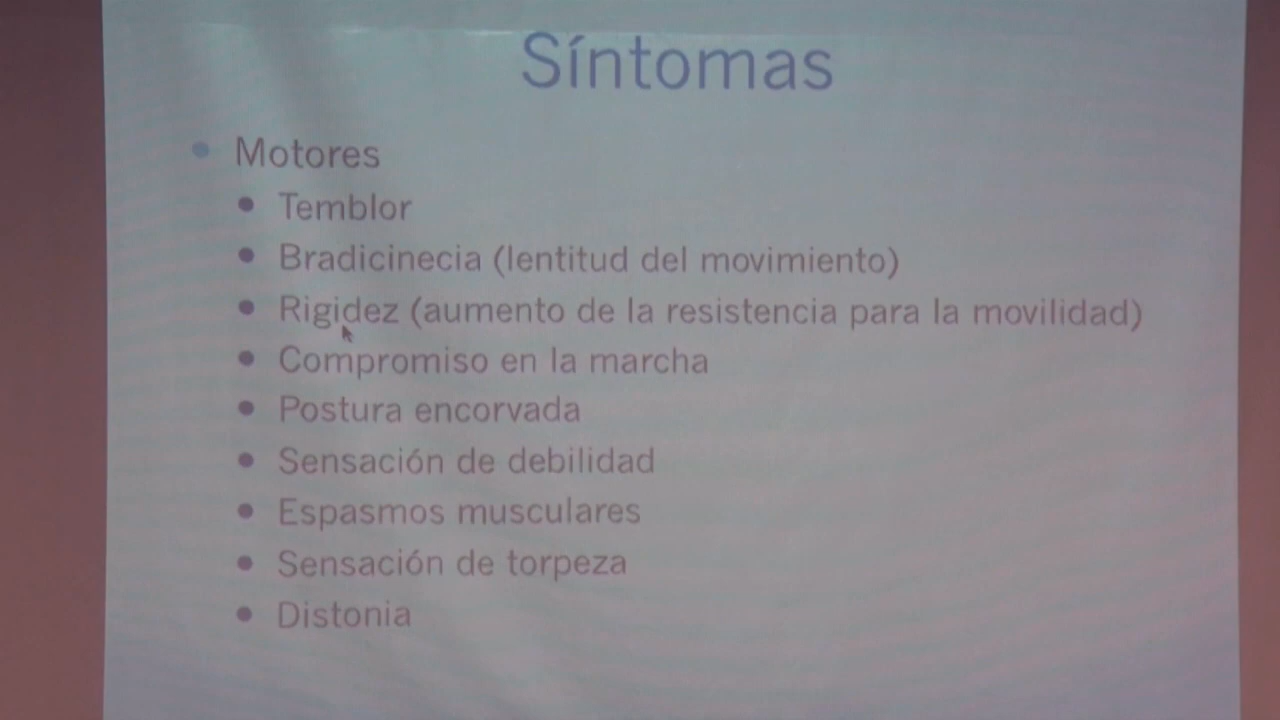 Síntomas
• Motores
• Temblor
• Bradicinecia (lentitud del movimiento)
• Rigidez (aumento de la resistencia para la movilidad)
• Compromiso en la marcha
• Postura encorvada
• Sensación de debilidad
• Espasmos musculares
• Sensación de torpeza
• Distonia